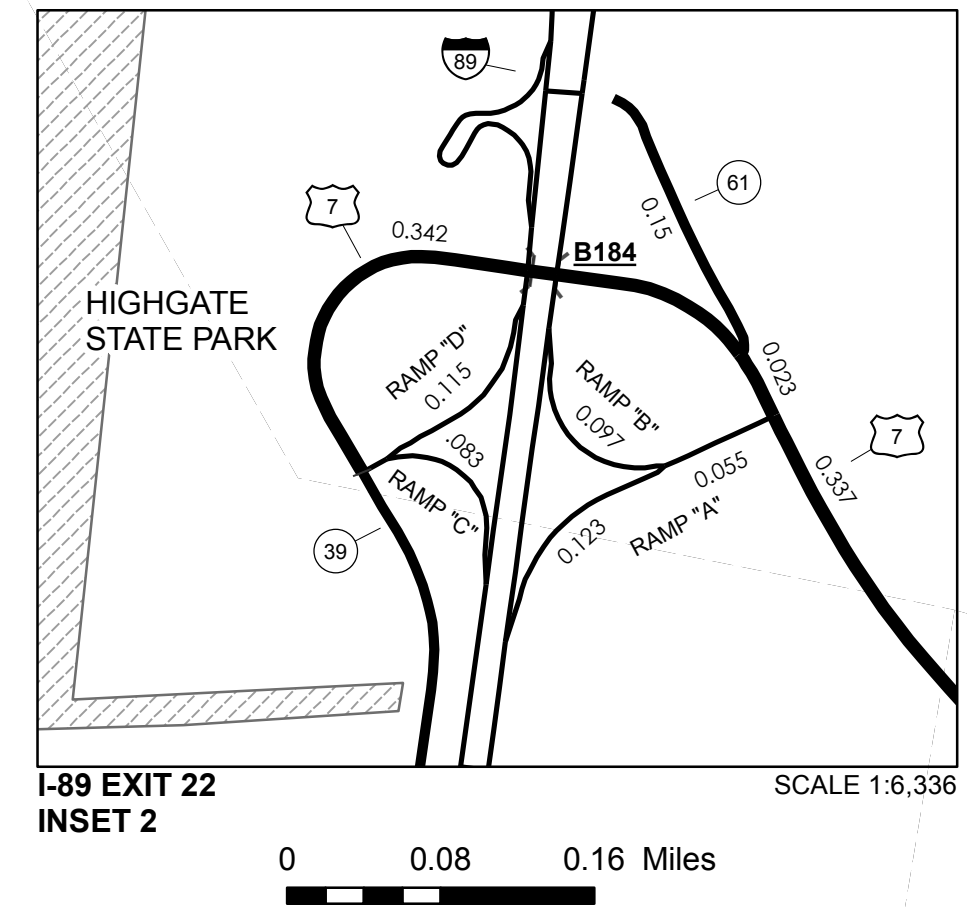 89
61
7
0.15
0.342
B184
HIGHGATE
STATE PARK
RAMP "D"
0.115
RAMP "B"
0.097
0.023
7
.083
0.055
0.337
RAMP "C"
RAMP "A"
0.123
39
I-89 EXIT 22
SCALE 1:6,336
INSET 2
0 0.08 0.16 Miles